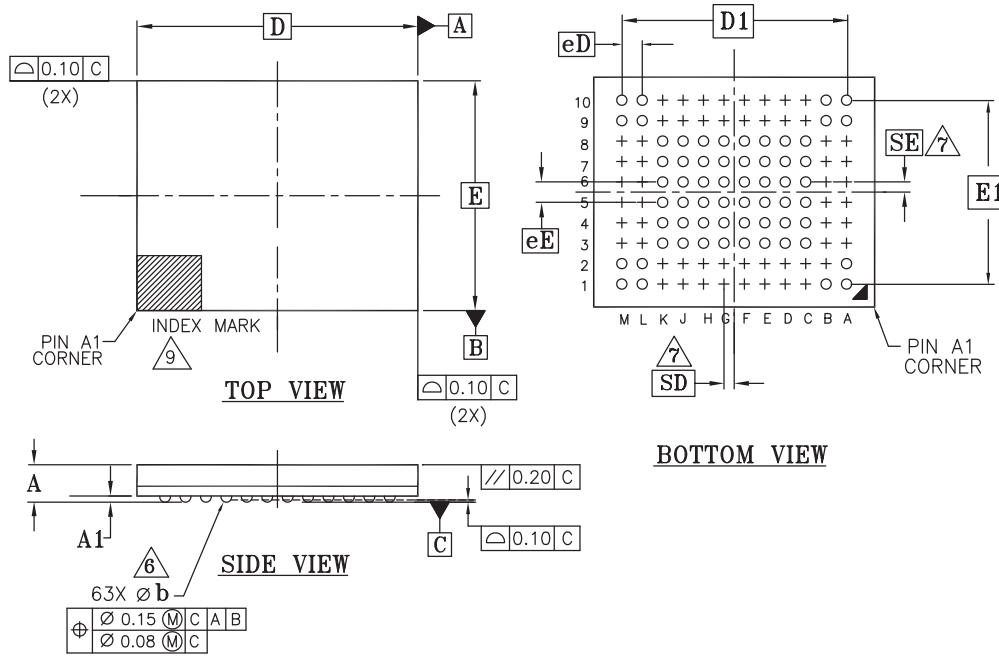 D
A
⌓ 0.10 C
(2X)
E
PIN A1
CORNER
INDEX MARK
9
B
⌓ 0.10 C
(2X)
TOP VIEW
D1
eD
10
9
8
7
6
5
4
3
2
1
SE 7
E1
eE
M L K J H G F E D C B A
7
SD
PIN A1
CORNER
BOTTOM VIEW
A
A1
// 0.20 C
⌓ 0.10 C
C
SIDE VIEW
6
63X ⌀ b
⌖ ⌀ 0.15 Ⓜ C A B
⌀ 0.08 Ⓜ C